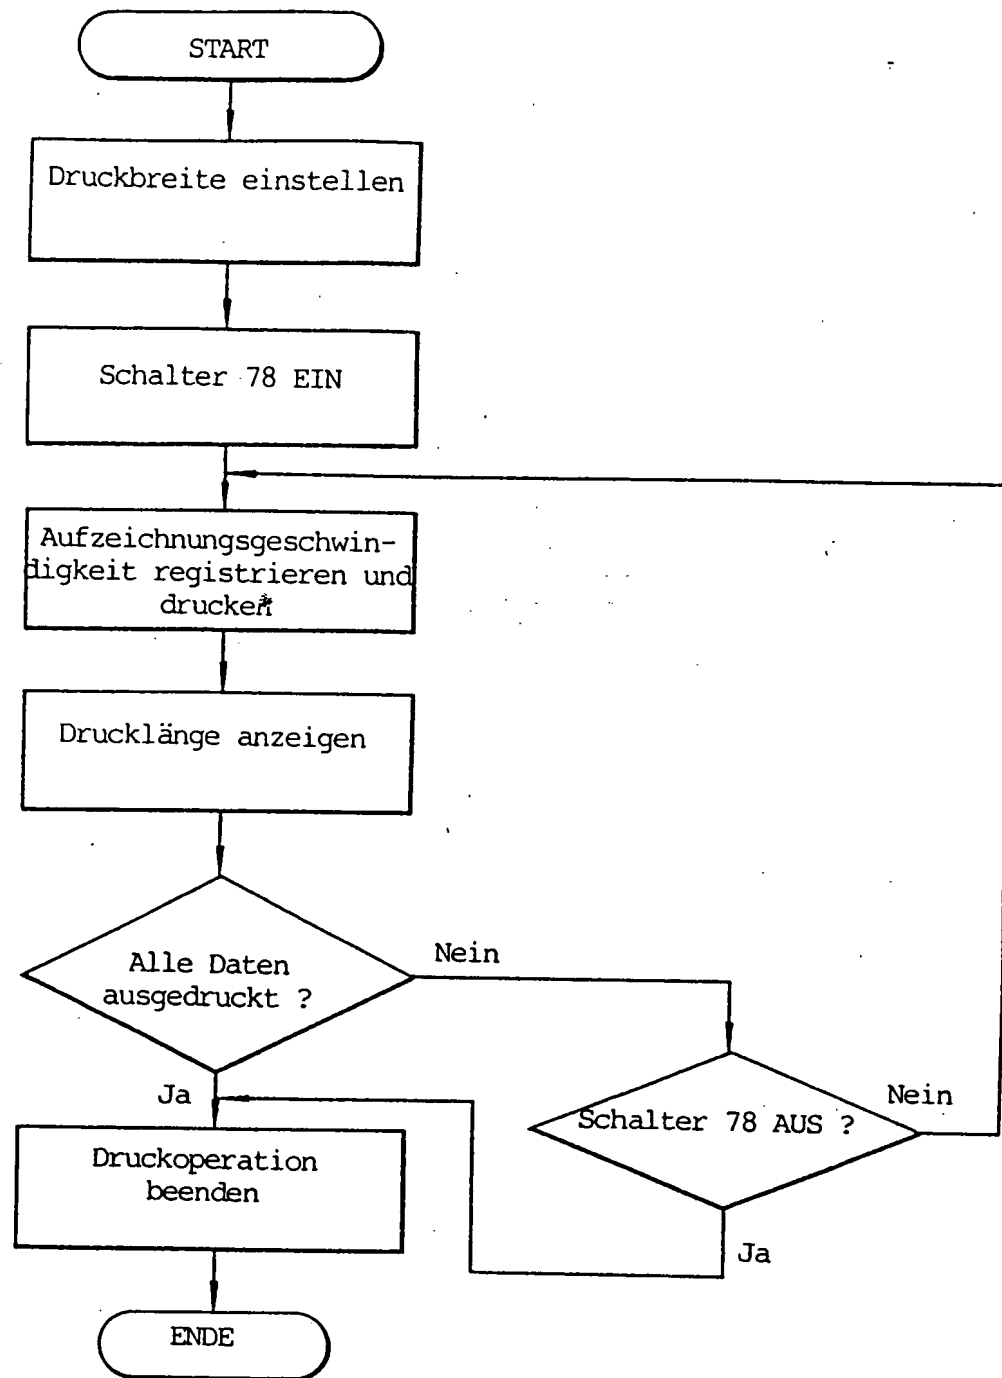 START
Druckbreite einstellen
Schalter 78 EIN
Aufzeichnungsgeschwin-
digkeit registrieren und
drucken
Drucklänge anzeigen
Alle Daten
ausgedruckt ?
Nein
Ja
Schalter 78 AUS ?
Nein
Ja
Druckoperation
beenden
ENDE